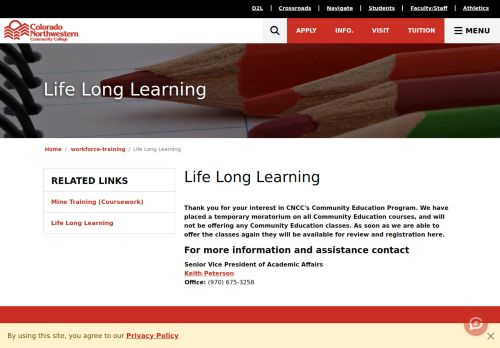 D2L | Crossroads | Navigate | Students | Faculty/Staff | Athletics
Colorado
Northwestern
Community College
APPLY INFO. VISIT TUITION MENU
Life Long Learning
Home / workforce-training / Life Long Learning
RELATED LINKS
Mine Training (Coursework)
Life Long Learning
Life Long Learning
Thank you for your interest in CNCC's Community Education Program. We have
placed a temporary moratorium on all Community Education courses, and will
not be offering any Community Education classes. As soon as we are able to
offer the classes again they will be available for review and registration here.
For more information and assistance contact
Senior Vice President of Academic Affairs
Keith Peterson
Office: (970) 675-3258
By using this site, you agree to our Privacy Policy